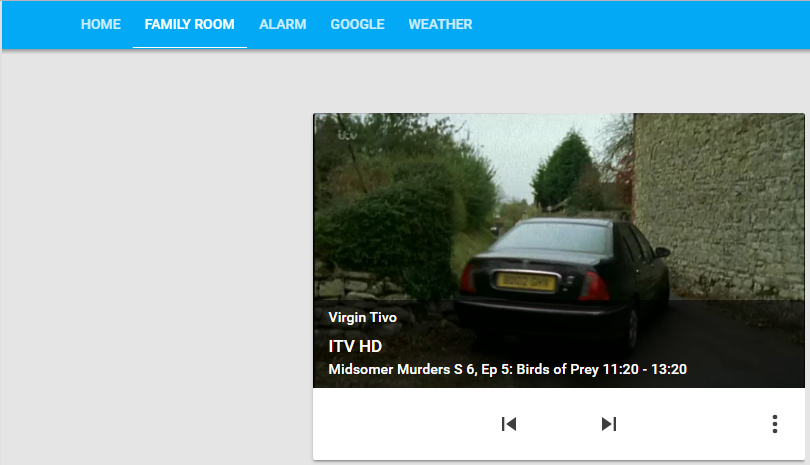 HOME FAMILY ROOM ALARM GOOGLE WEATHER
itv
Virgin Tivo
ITV HD
Midsomer Murders S 6, Ep 5: Birds of Prey 11:20 - 13:20